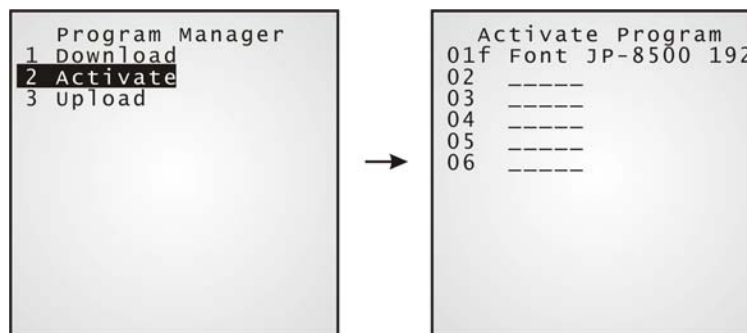 Program Manager
1 Download
2 Activate
3 Upload
Activate Program
01f Font JP-8500 192
02 _____
03 _____
04 _____
05 _____
06 _____